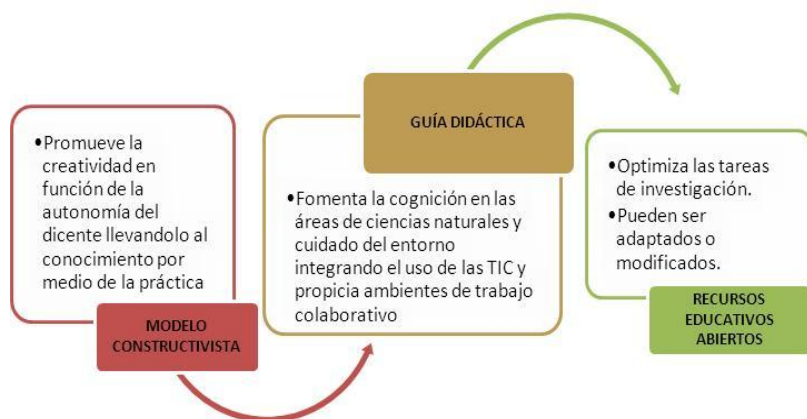 •Promueve la
creatividad en
función de la
autonomía del
dicente llevandolo al
conocimiento por
medio de la práctica
MODELO
CONSTRUCTIVISTA
GUÍA DIDÁCTICA
•Fomenta la cognición en las
áreas de ciencias naturales y
cuidado del entorno
integrando el uso de las TIC y
propicia ambientes de trabajo
colaborativo
•Optimiza las tareas
de investigación.
•Pueden ser
adaptados o
modificados.
RECURSOS
EDUCATIVOS
ABIERTOS